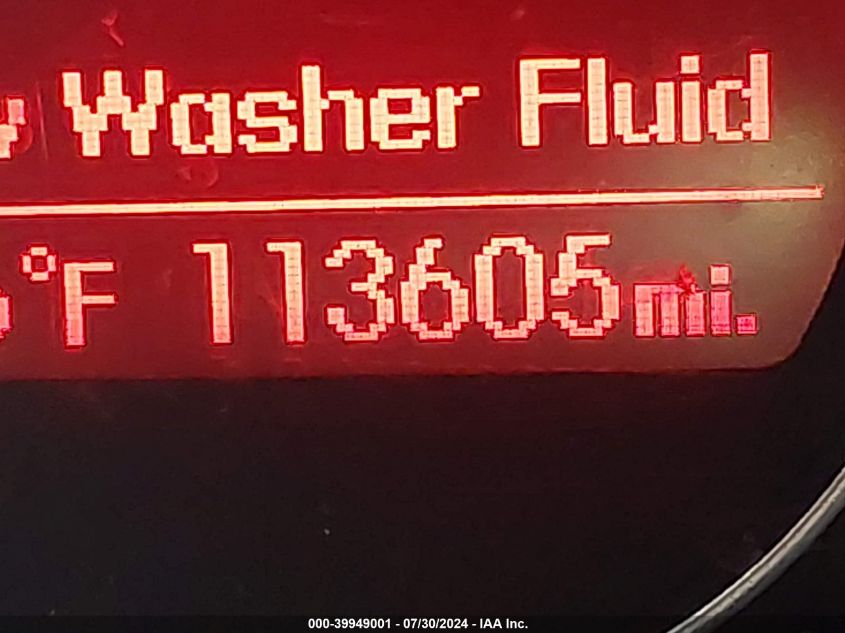 Washer Fluid
°F 113605 mi.
000-39949001 - 07/30/2024 - IAA Inc.